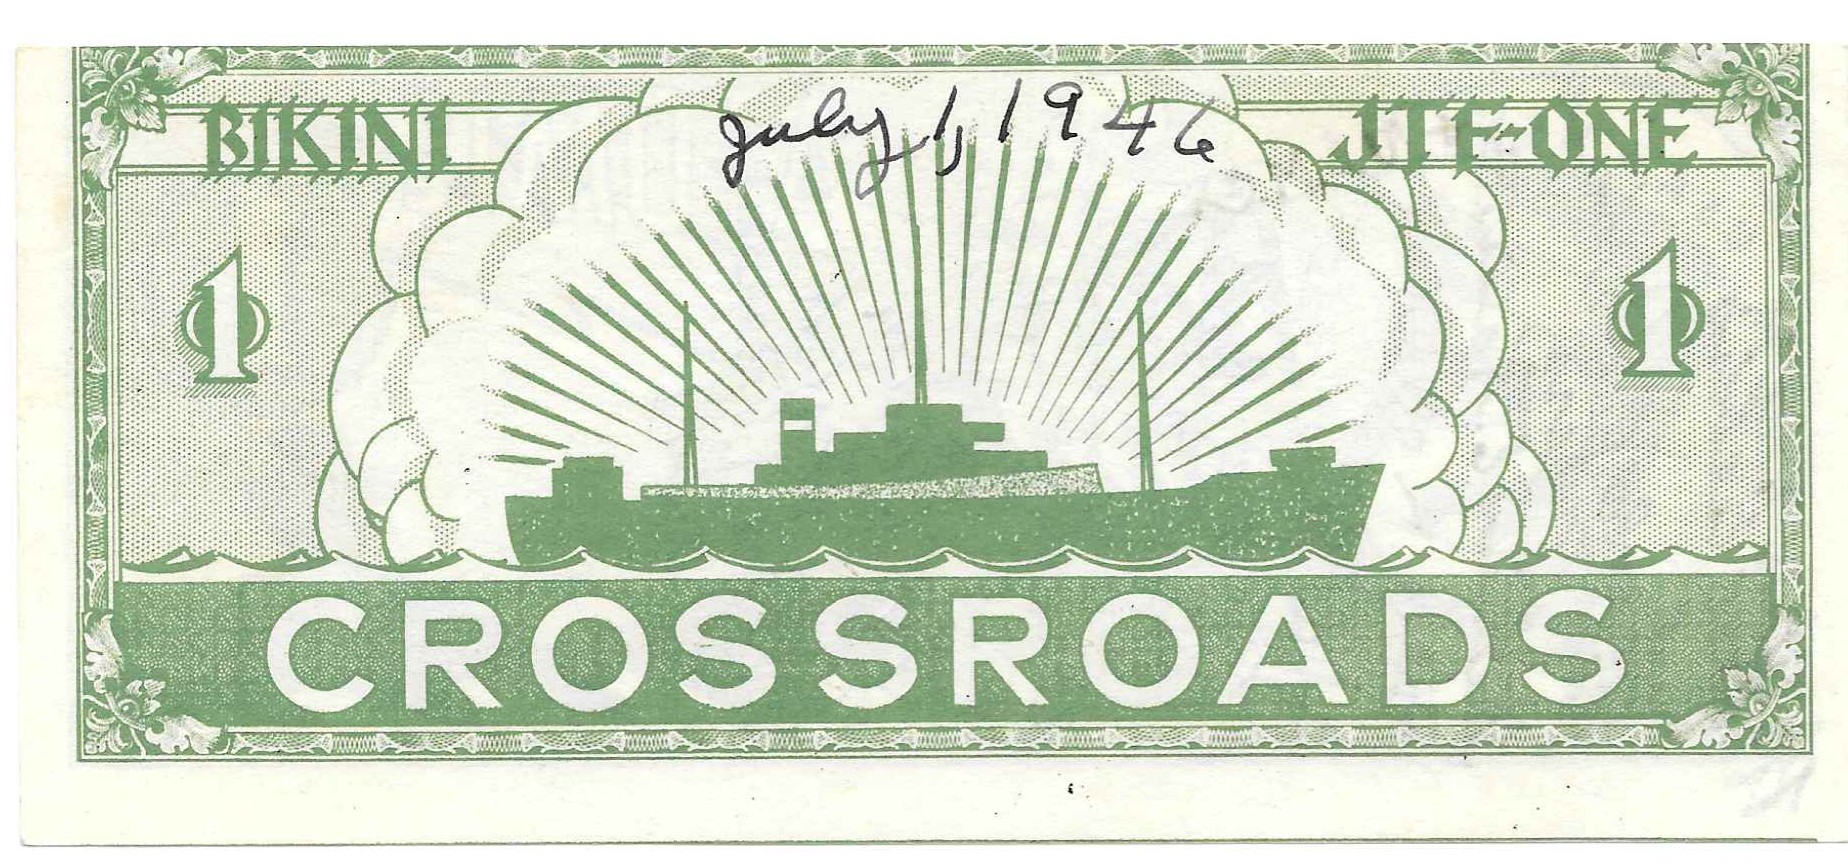 BIKINI July 1, 1946 JTF-ONE
1 1
CROSSROADS